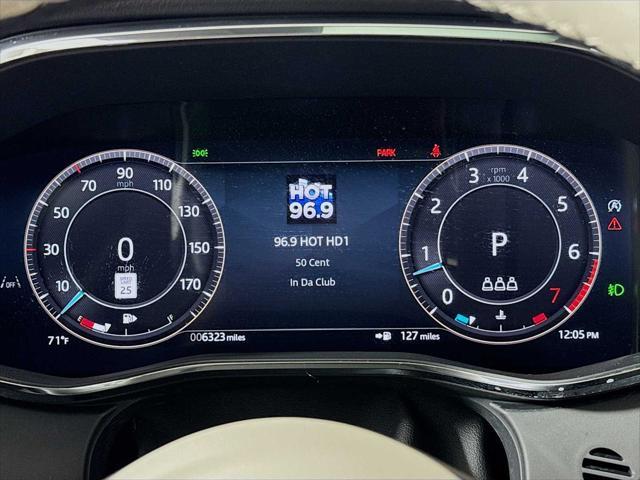 PARK
90
mph
70
110
50
130
30
150
10
170
0
mph
SPEED
LIMIT
25
E
F
HOT
96.9
96.9 HOT HD1
50 Cent
In Da Club
rpm
x 1000
3
4
2
5
1
6
0
7
P
OFF
71°F
006323 miles
127 miles
12:05 PM